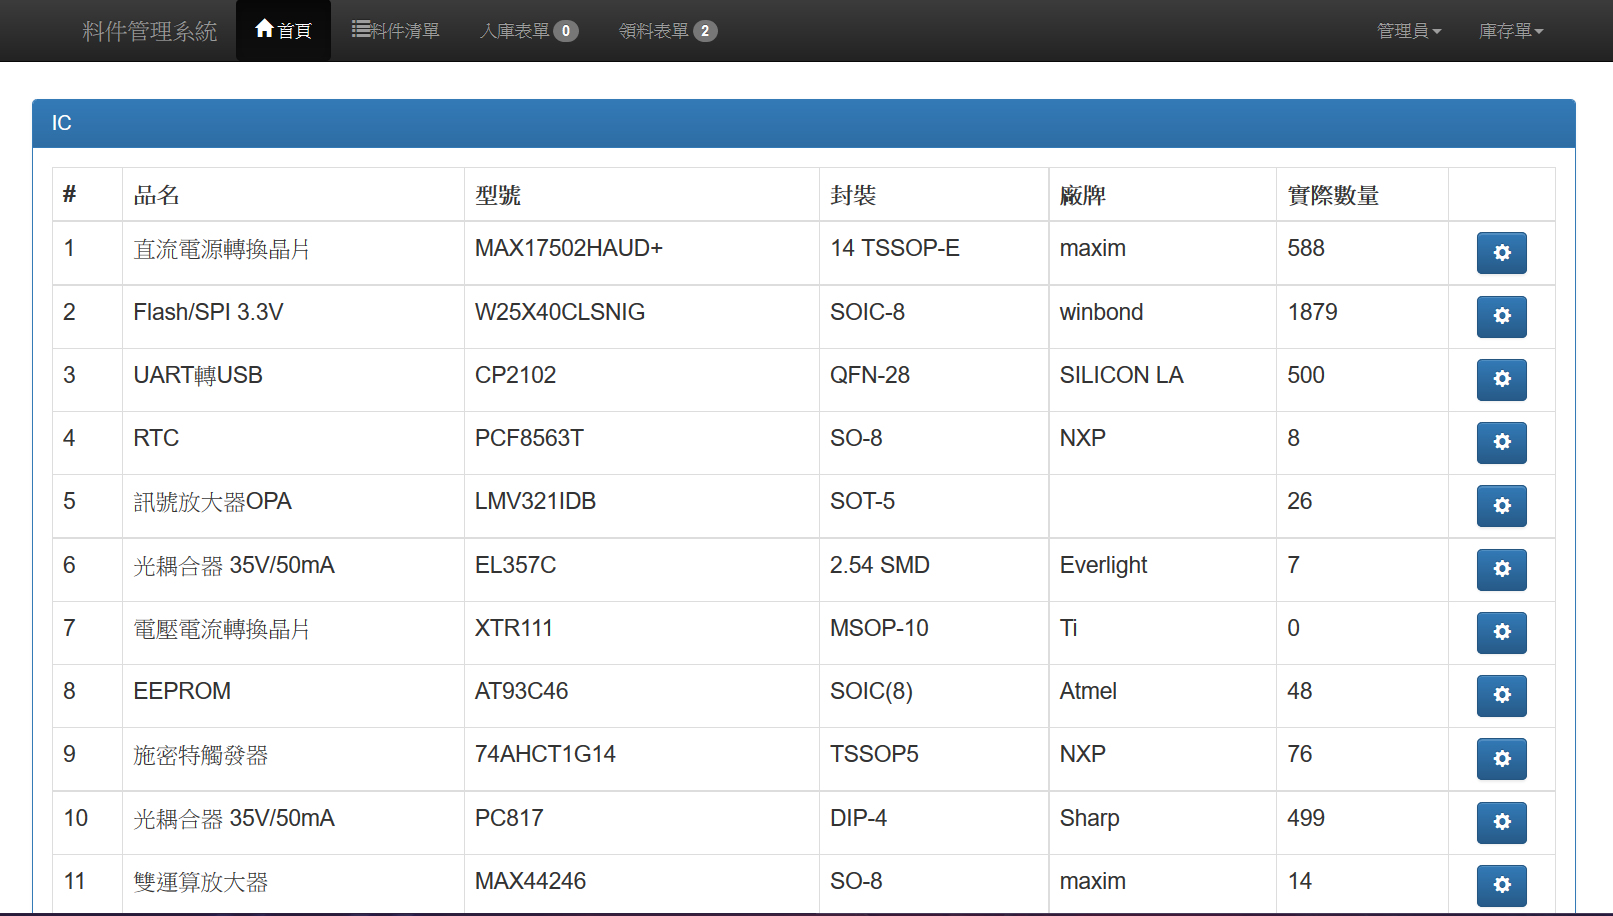 料件管理系統 首頁 料件清單 入庫表單 0 領料表單 2 管理員 庫存單
IC
# 品名 型號 封裝 廠牌 實際數量
1 直流電源轉換晶片 MAX17502HAUD+ 14 TSSOP-E maxim 588
2 Flash/SPI 3.3V W25X40CLSNIG SOIC-8 winbond 1879
3 UART轉USB CP2102 QFN-28 SILICON LA 500
4 RTC PCF8563T SO-8 NXP 8
5 訊號放大器OPA LMV321IDB SOT-5 26
6 光耦合器 35V/50mA EL357C 2.54 SMD Everlight 7
7 電壓電流轉換晶片 XTR111 MSOP-10 Ti 0
8 EEPROM AT93C46 SOIC(8) Atmel 48
9 施密特觸發器 74AHCT1G14 TSSOP5 NXP 76
10 光耦合器 35V/50mA PC817 DIP-4 Sharp 499
11 雙運算放大器 MAX44246 SO-8 maxim 14